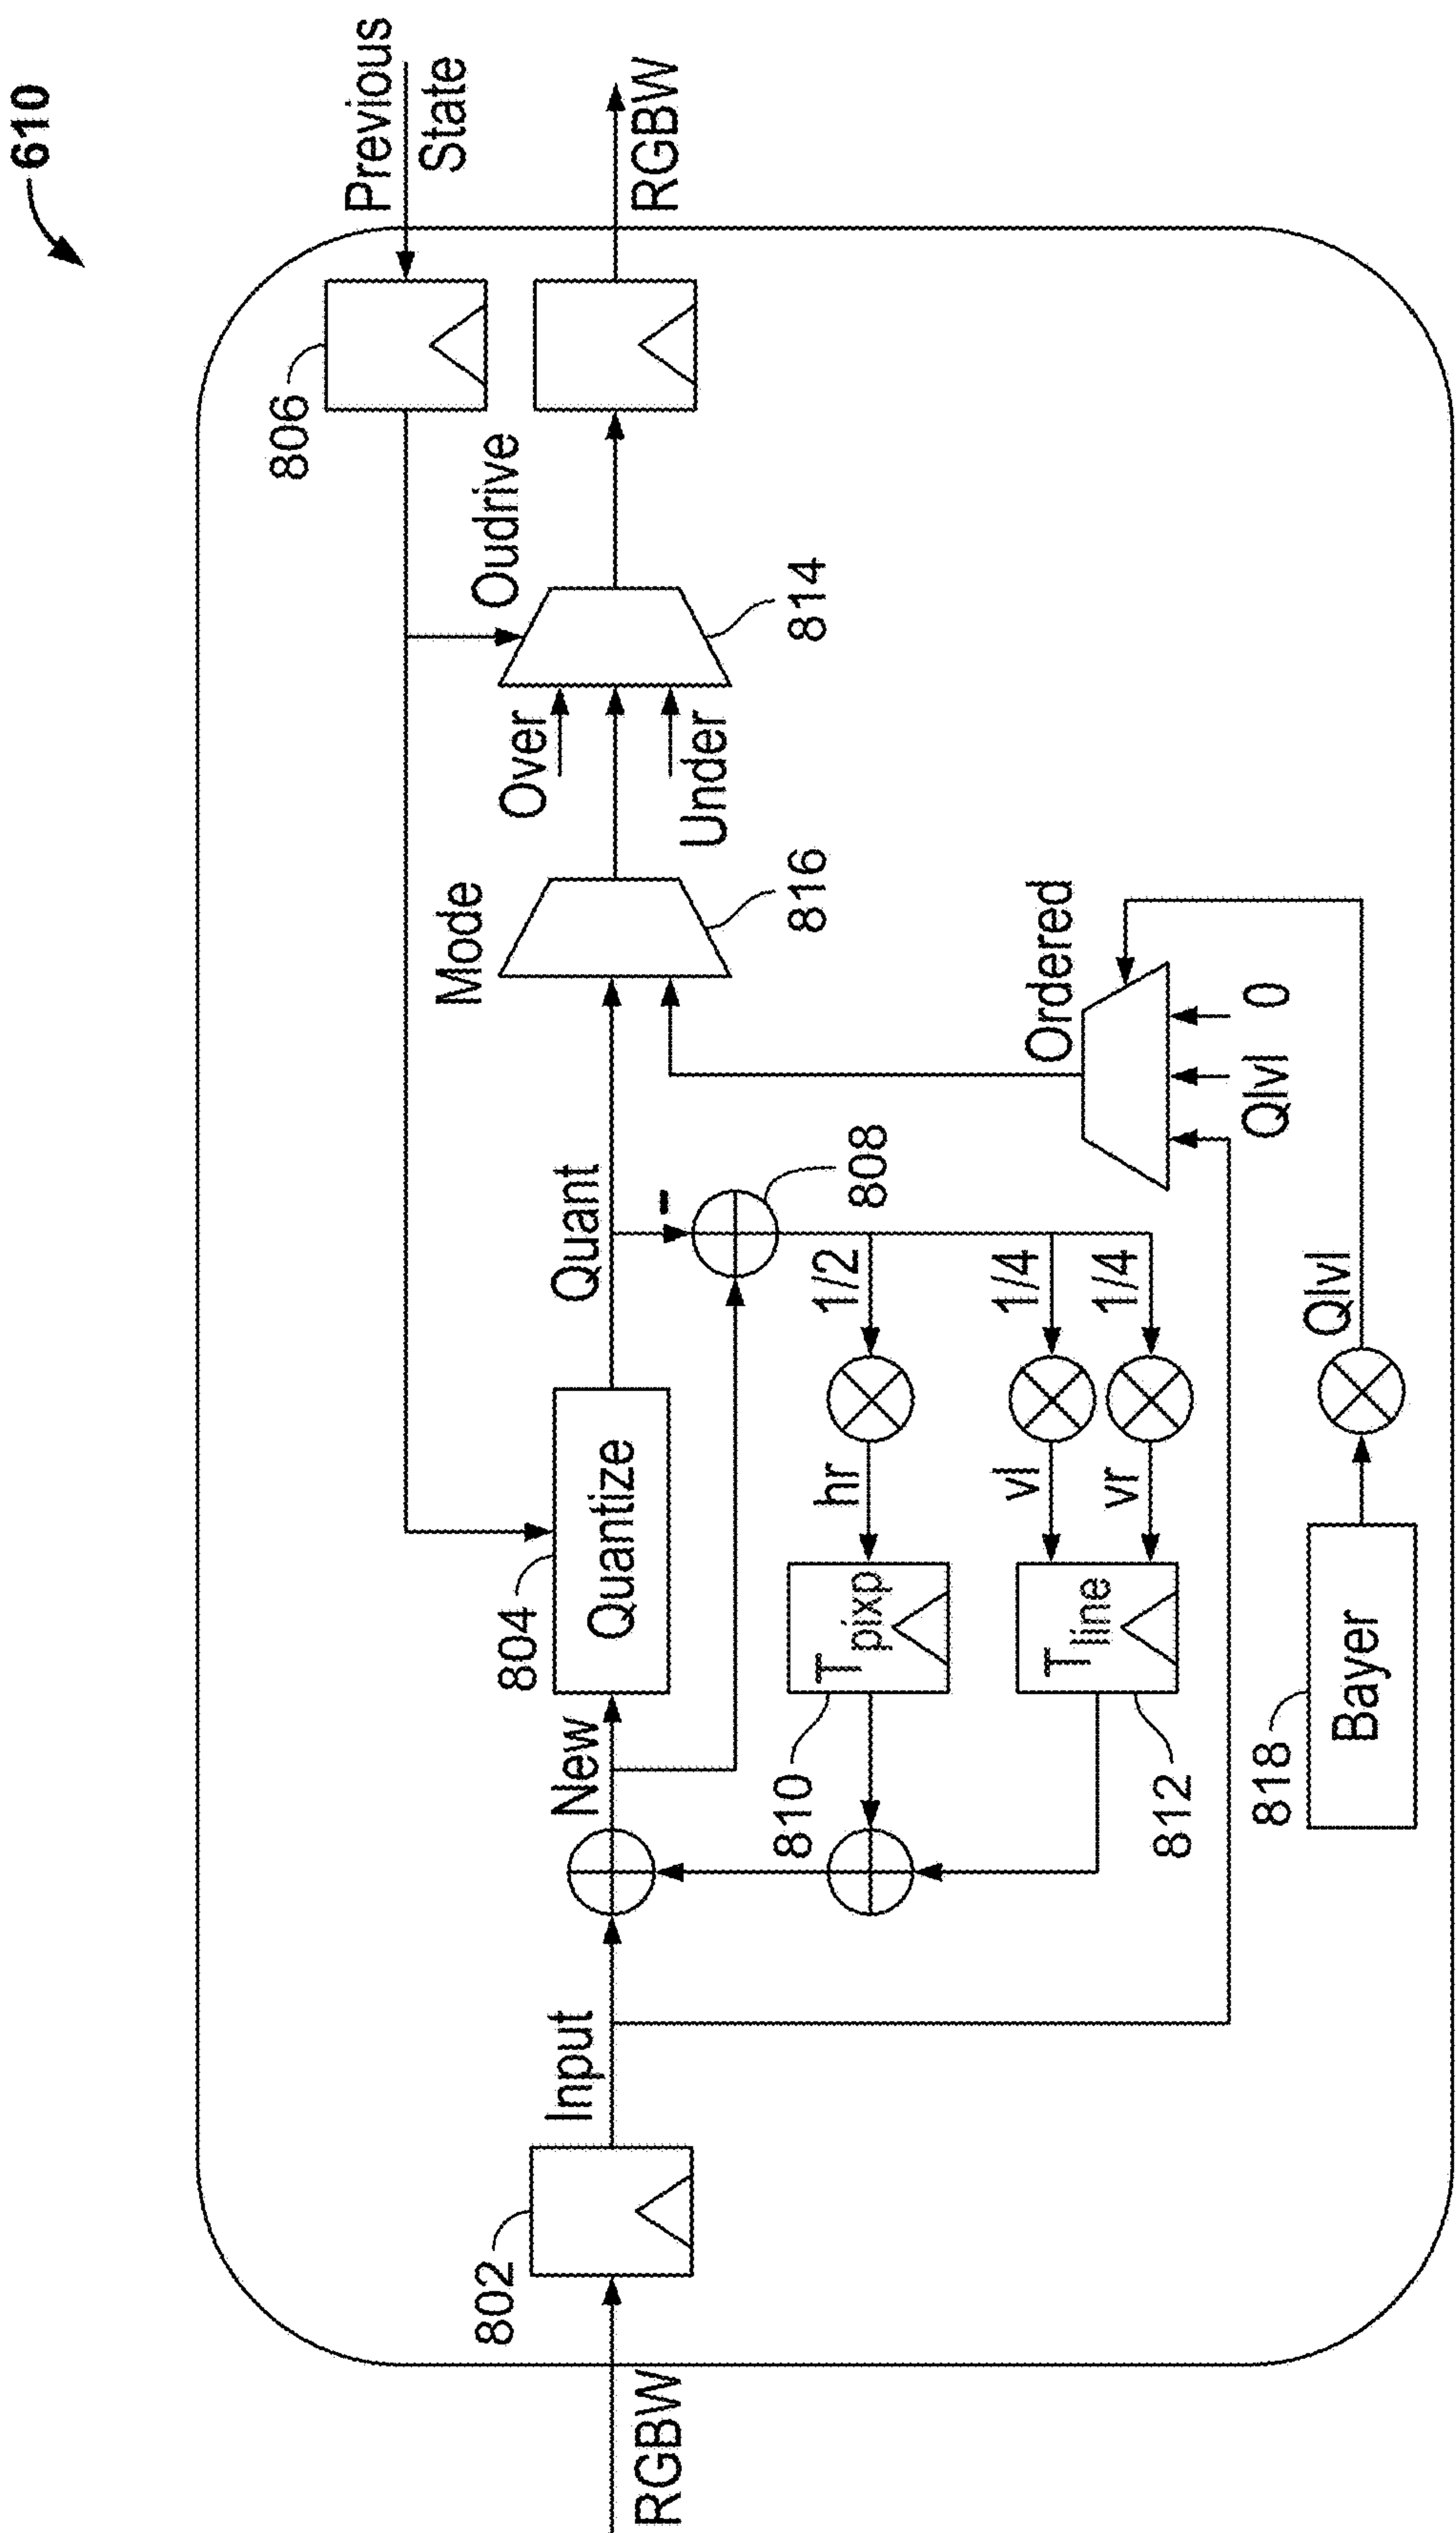 610
Previous
State
RGBW
806
Oudrive
814
Over
Under
Mode
816
Ordered
Qlvl
0
Quant
-
808
1/2
1/4
1/4
Qlvl
804
Quantize
hr
vl
vr
Tpixp
Tline
Bayer
New
810
812
818
Input
802
RGBW